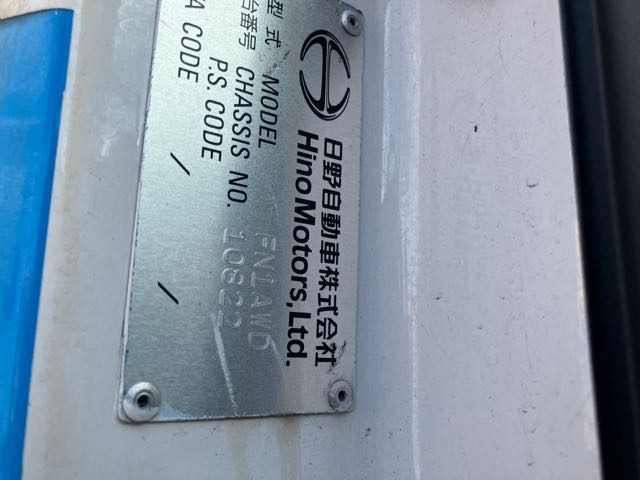 日野自動車株式会社
Hino Motors, Ltd.
型式 MODEL FN1AWD
台番号 CHASSIS NO. 10822
P.S. CODE /
A CODE /